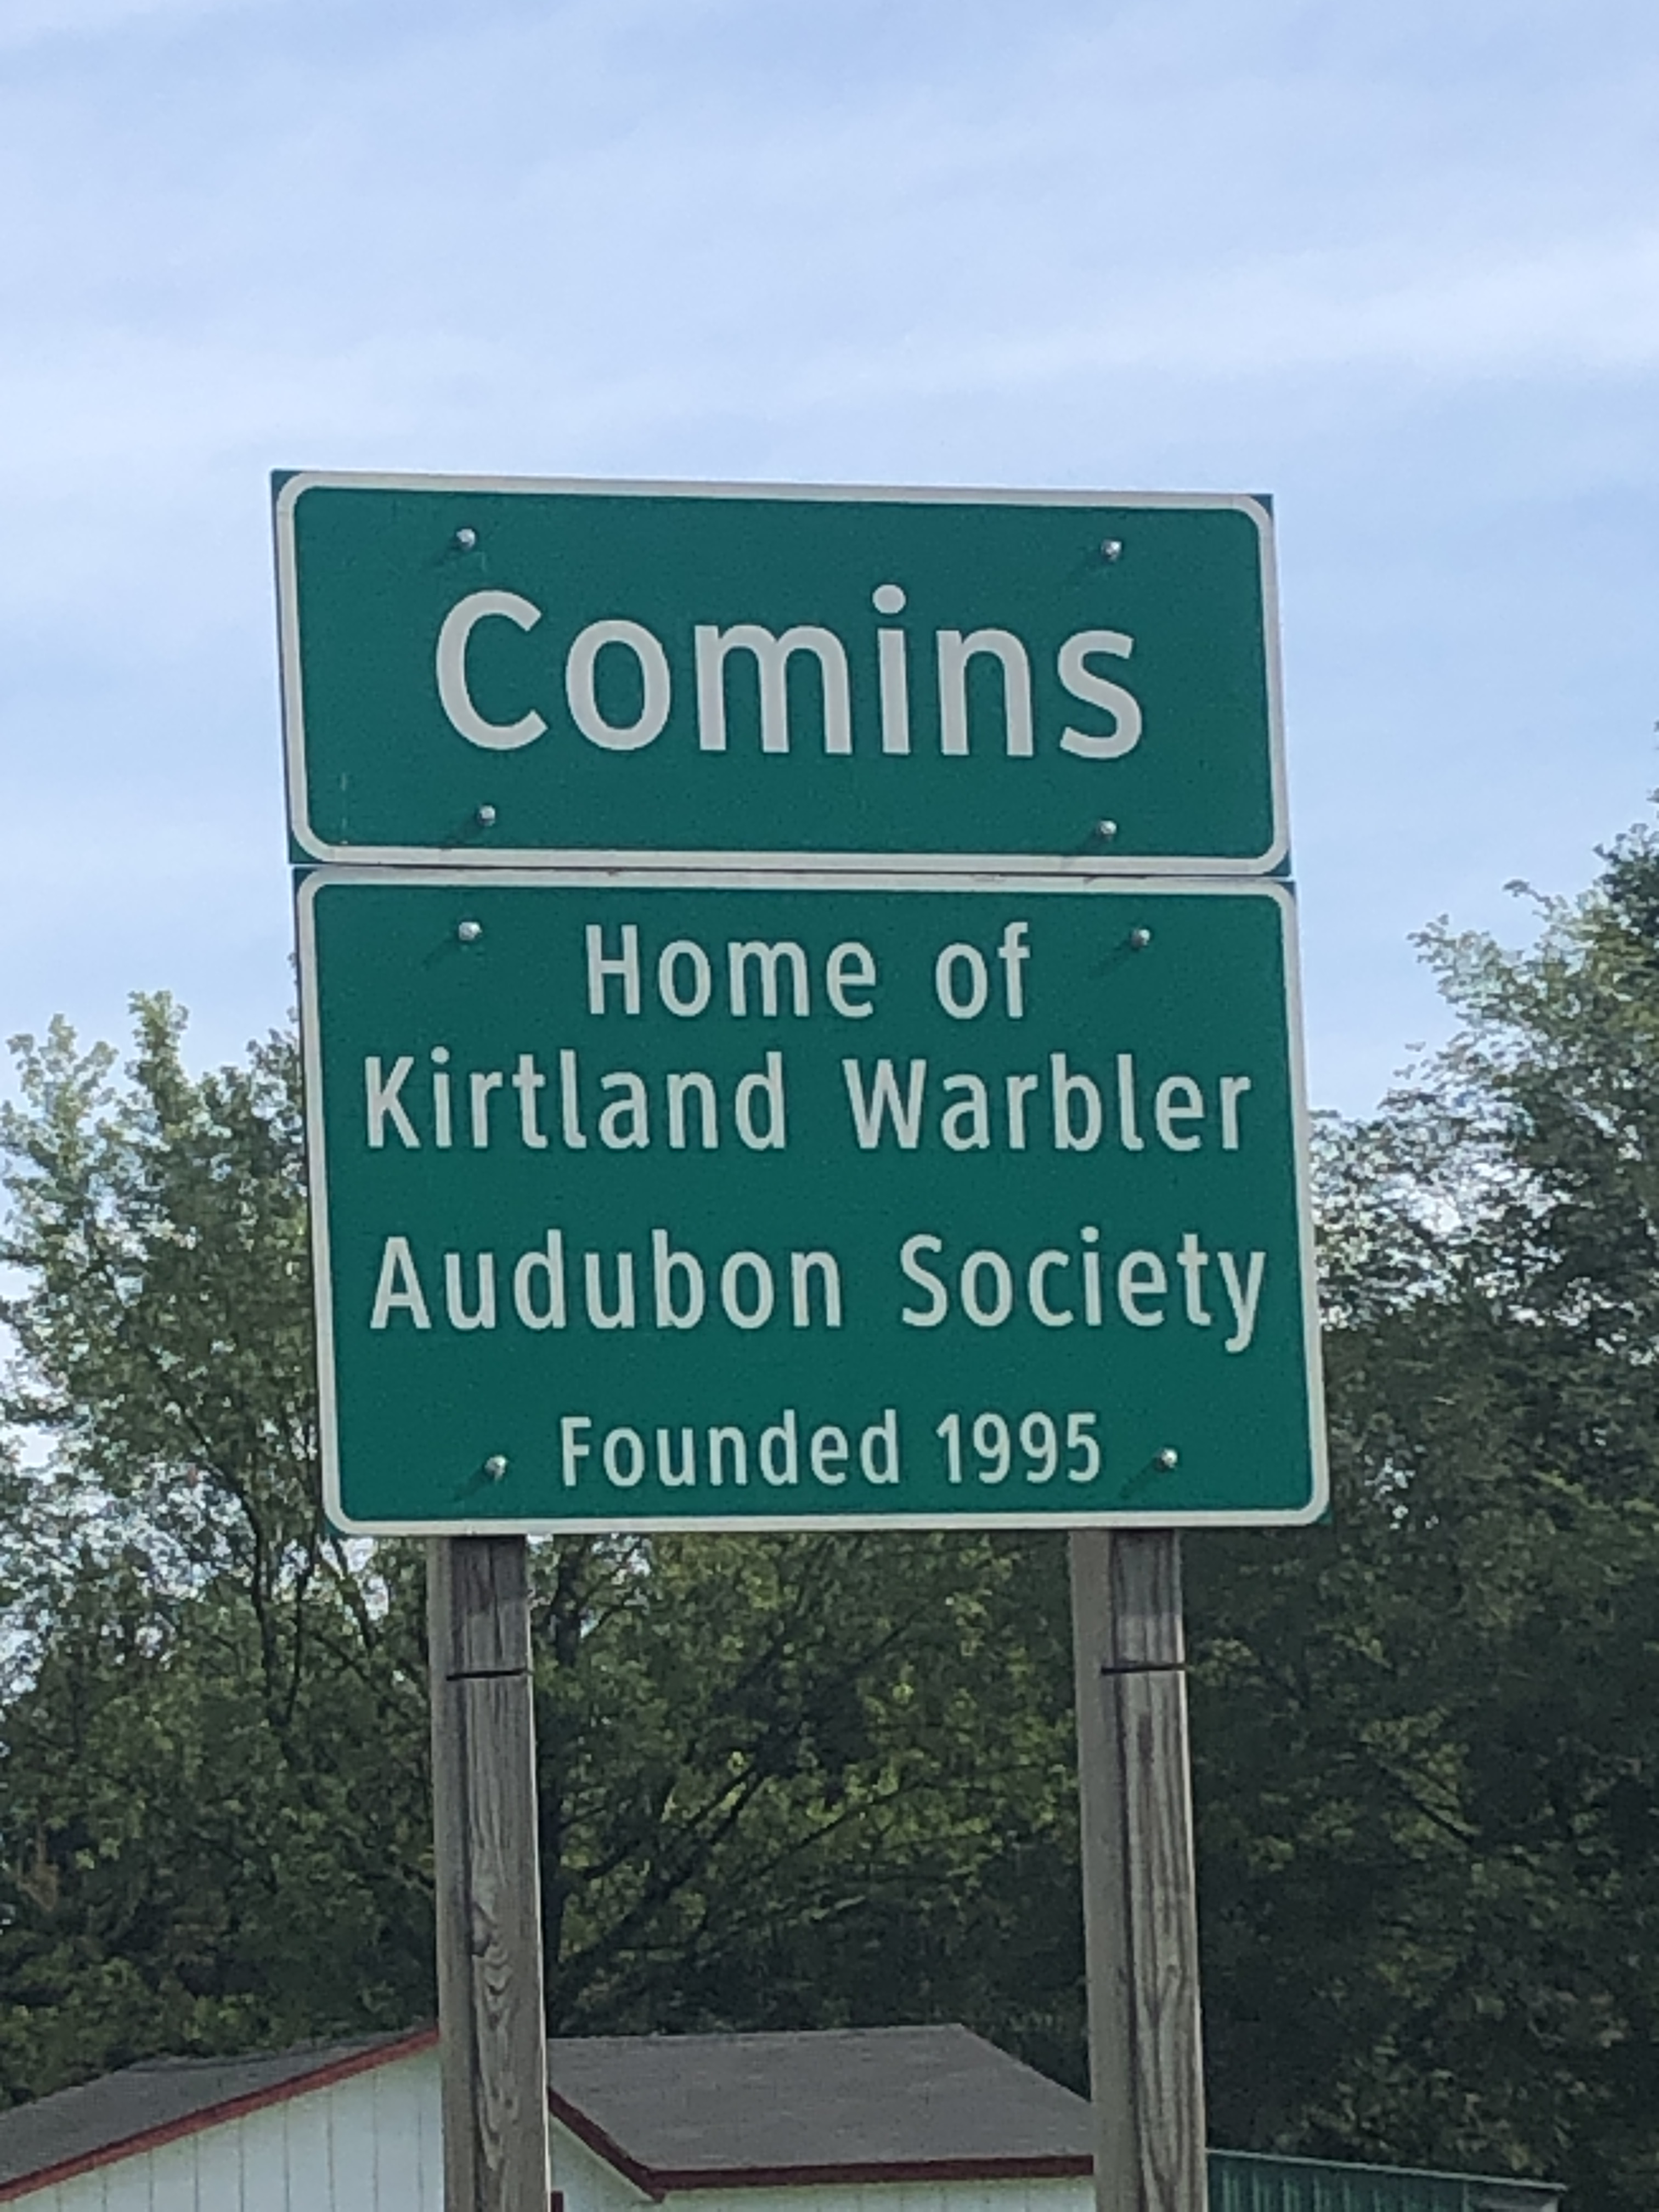 Comins
Home of
Kirtland Warbler
Audubon Society
Founded 1995